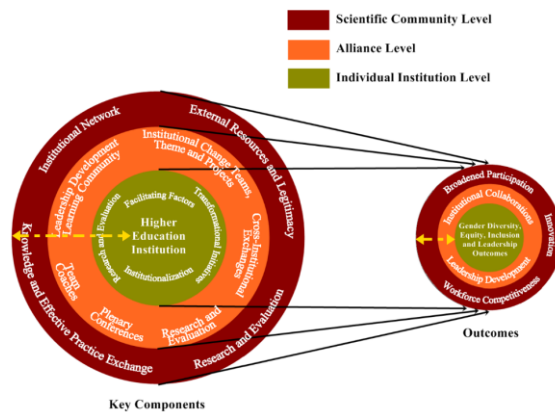 Scientific Community Level
Alliance Level
Individual Institution Level
Institutional Network
External Resources and Legitimacy
Knowledge and Effective Practice Exchange
Research and Evaluation
Leadership Development
Learning Community
Institutional Change Teams,
Theme and Projects
Cross-Institutional
Exchanges
Team
Coaches
Plenary
Conferences
Research and
Evaluation
Facilitating Factors
Transformational Initiatives
Research and Evaluation
Institutionalization
Higher
Education
Institution
Broadened Participation
Innovation
Workforce Competitiveness
Institutional Collaborations
Leadership Development
Gender Diversity,
Equity, Inclusion
and Leadership
Outcomes
Outcomes
Key Components